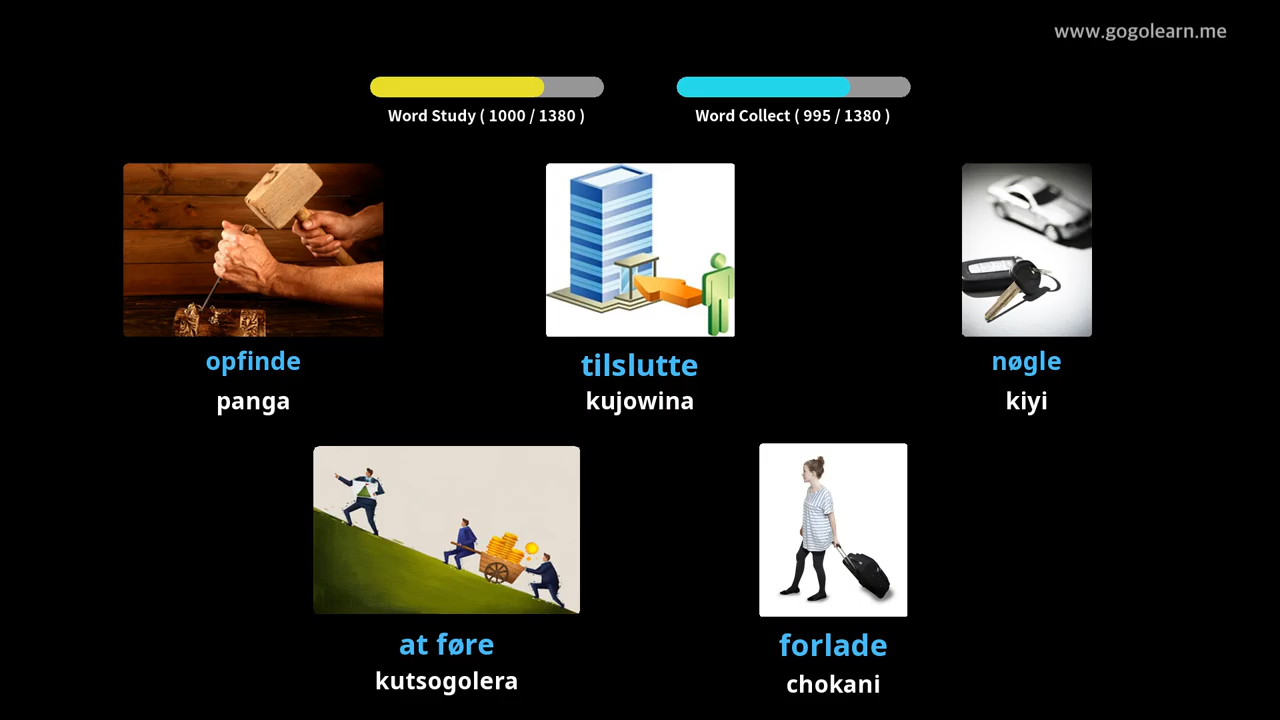 www.gogolearn.me
Word Study ( 1000 / 1380 )
Word Collect ( 995 / 1380 )
opfinde
panga
tilslutte
kujowina
nøgle
kiyi
at føre
kutsogolera
forlade
chokani